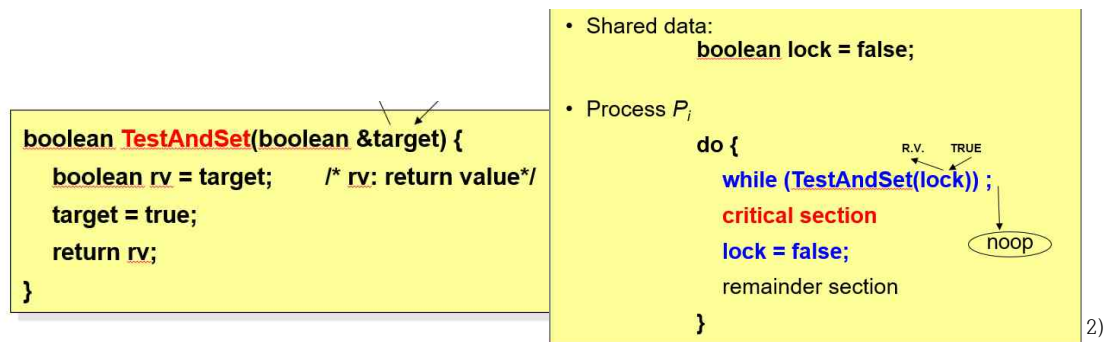 boolean TestAndSet(boolean &target) {
boolean rv = target; /* rv: return value*/
target = true;
return rv;
}
• Shared data:
boolean lock = false;
• Process Pi
do {
R.V. TRUE
while (TestAndSet(lock)) ;
critical section
noop
lock = false;
remainder section
}
2)